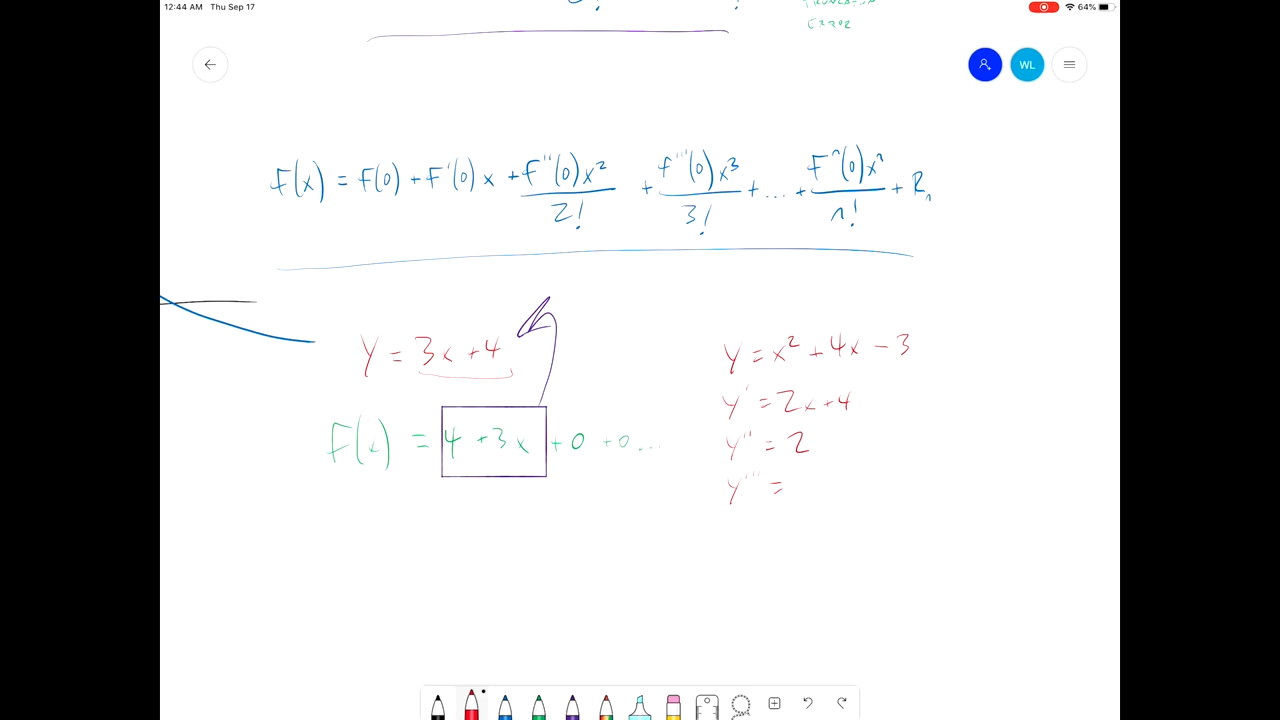 12:44 AM Thu Sep 17
64%
ERROR
WL
F(x) = F(0) + F'(0) x + F''(0) x² / 2! + f'''(0) x³ / 3! + ... + Fⁿ(0) xⁿ / n! + Rₙ
y = 3x + 4
F(x) = 4 + 3x + 0 + 0 ...
y = x² + 4x - 3
y' = 2x + 4
y'' = 2
y''' =